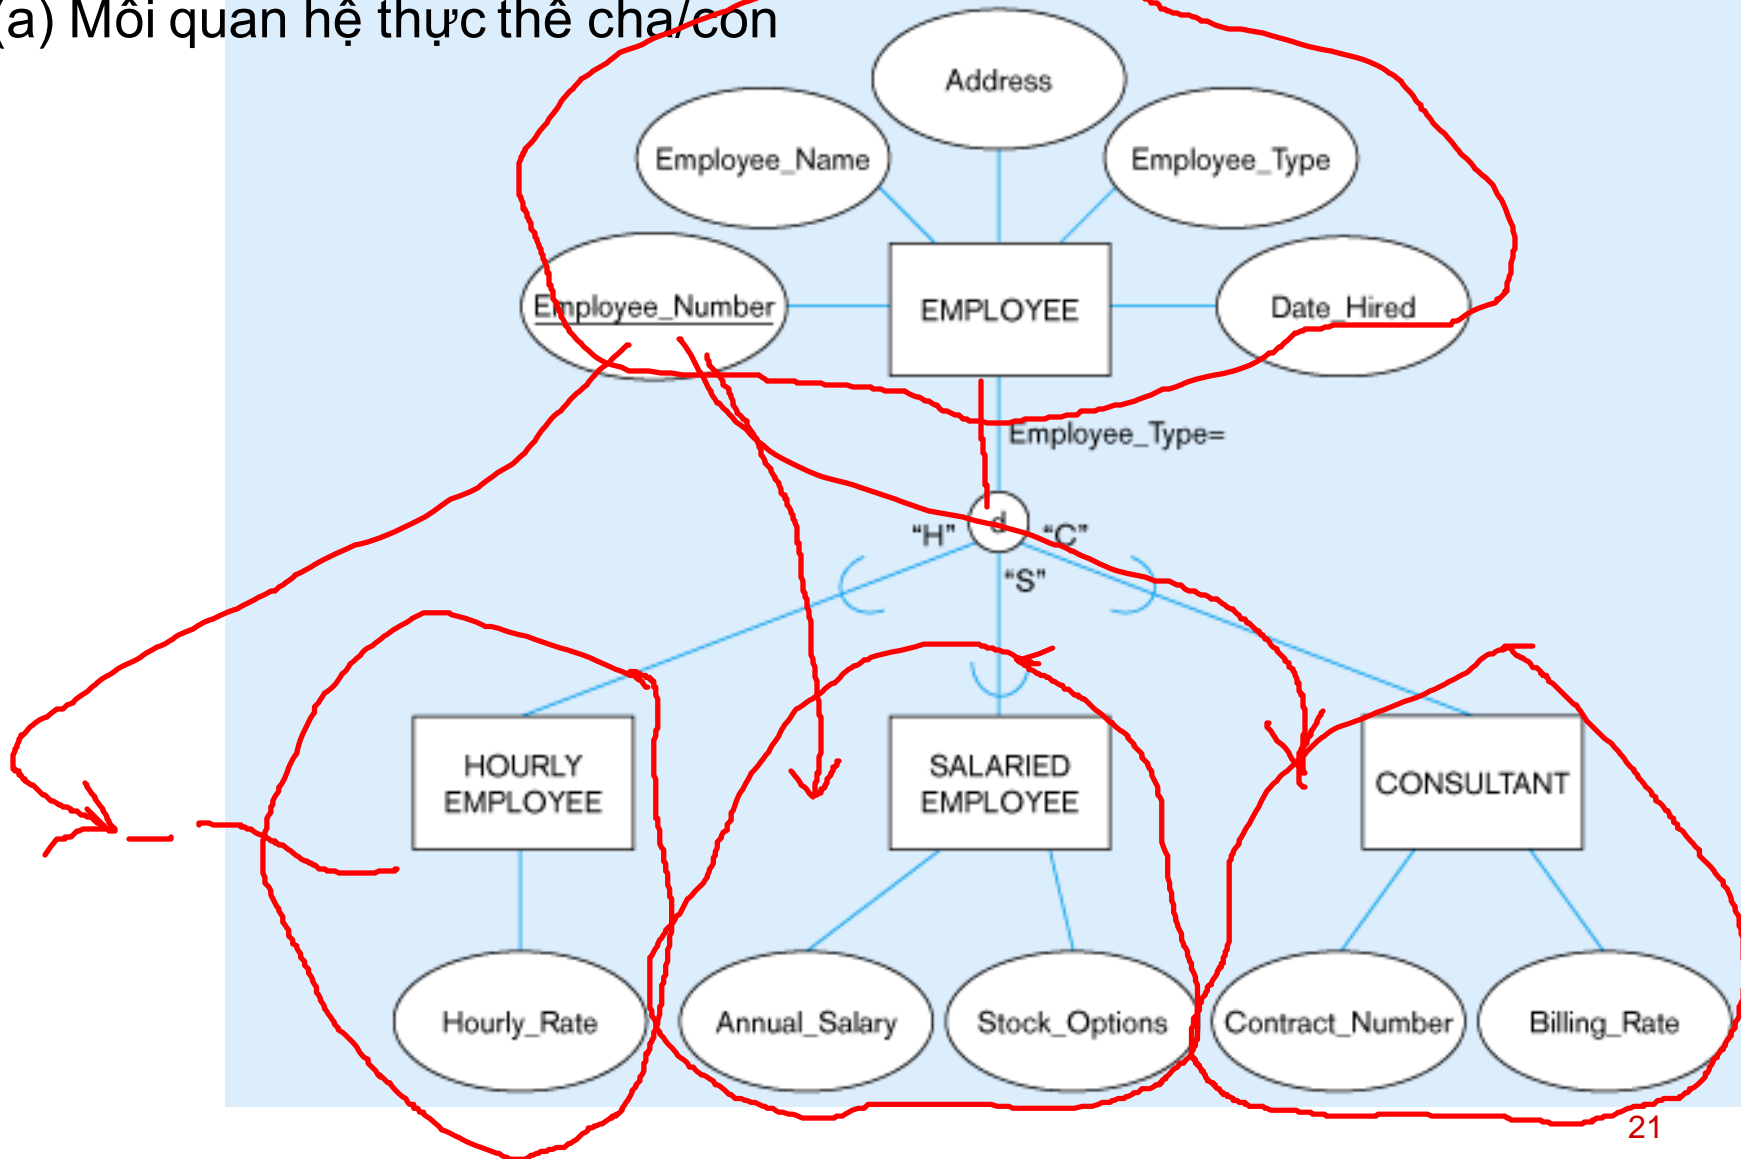 (a) Mối quan hệ thực thể cha/con
Address
Employee_Name
Employee_Type
Employee_Number
EMPLOYEE
Date_Hired
Employee_Type=
“H”
d
“C”
“S”
HOURLY
EMPLOYEE
SALARIED
EMPLOYEE
CONSULTANT
Hourly_Rate
Annual_Salary
Stock_Options
Contract_Number
Billing_Rate
21